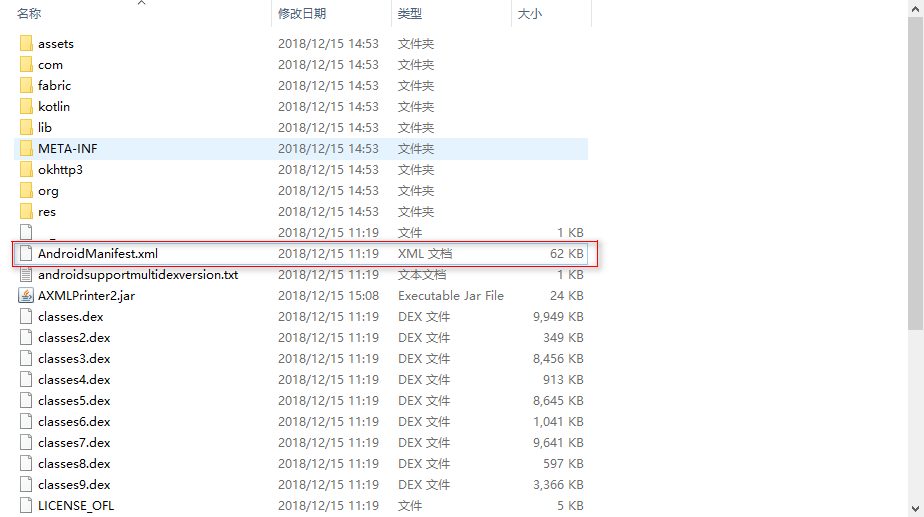 名称 修改日期 类型 大小
assets 2018/12/15 14:53 文件夹
com 2018/12/15 14:53 文件夹
fabric 2018/12/15 14:53 文件夹
kotlin 2018/12/15 14:53 文件夹
lib 2018/12/15 14:53 文件夹
META-INF 2018/12/15 14:53 文件夹
okhttp3 2018/12/15 14:53 文件夹
org 2018/12/15 14:53 文件夹
res 2018/12/15 14:53 文件夹
_ 2018/12/15 11:19 文件 1 KB
AndroidManifest.xml 2018/12/15 11:19 XML 文档 62 KB
androidsupportmultidexversion.txt 2018/12/15 11:19 文本文档 1 KB
AXMLPrinter2.jar 2018/12/15 15:08 Executable Jar File 24 KB
classes.dex 2018/12/15 11:19 DEX 文件 9,949 KB
classes2.dex 2018/12/15 11:19 DEX 文件 349 KB
classes3.dex 2018/12/15 11:19 DEX 文件 8,456 KB
classes4.dex 2018/12/15 11:19 DEX 文件 913 KB
classes5.dex 2018/12/15 11:19 DEX 文件 8,645 KB
classes6.dex 2018/12/15 11:19 DEX 文件 1,041 KB
classes7.dex 2018/12/15 11:19 DEX 文件 9,641 KB
classes8.dex 2018/12/15 11:19 DEX 文件 597 KB
classes9.dex 2018/12/15 11:19 DEX 文件 3,366 KB
LICENSE_OFL 2018/12/15 11:19 文件 5 KB